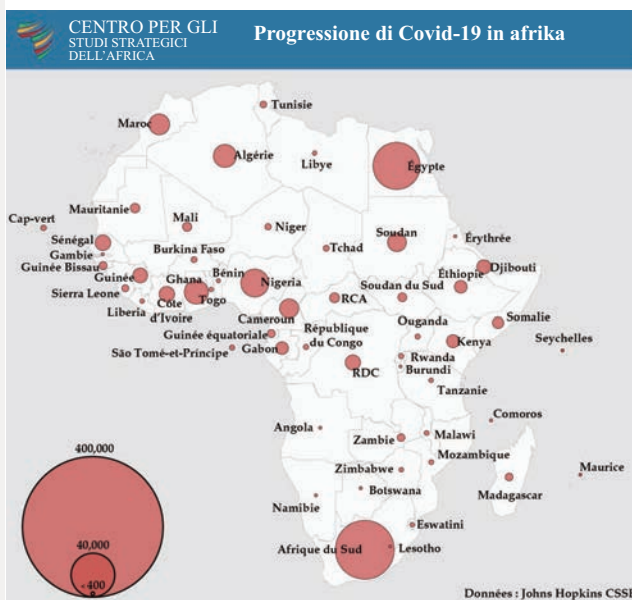 CENTRO PER GLI
STUDI STRATEGICI
DELL'AFRICA
Progressione di Covid-19 in afrika
Tunisie
Maroc
Algérie
Libye
Égypte
Mauritanie
Cap-vert
Mali
Niger
Tchad
Soudan
Érythrée
Sénégal
Gambie
Burkina Faso
Guinée Bissau
Guinée
Ghana
Bénin
Nigeria
Djibouti
Éthiopie
Sierra Leone
Togo
RCA
Soudan du Sud
Liberia
Côte
d'Ivoire
Cameroun
Somalie
Guinée équatoriale
République
du Congo
Ouganda
Kenya
Seychelles
São Tomé-et-Príncipe
Gabon
RDC
Rwanda
Burundi
Tanzanie
Comoros
Angola
Zambie
Malawi
Mozambique
Zimbabwe
Maurice
Botswana
Madagascar
Namibie
Eswatini
Afrique du Sud
Lesotho
400,000
40,000
400
Données : Johns Hopkins CSSE